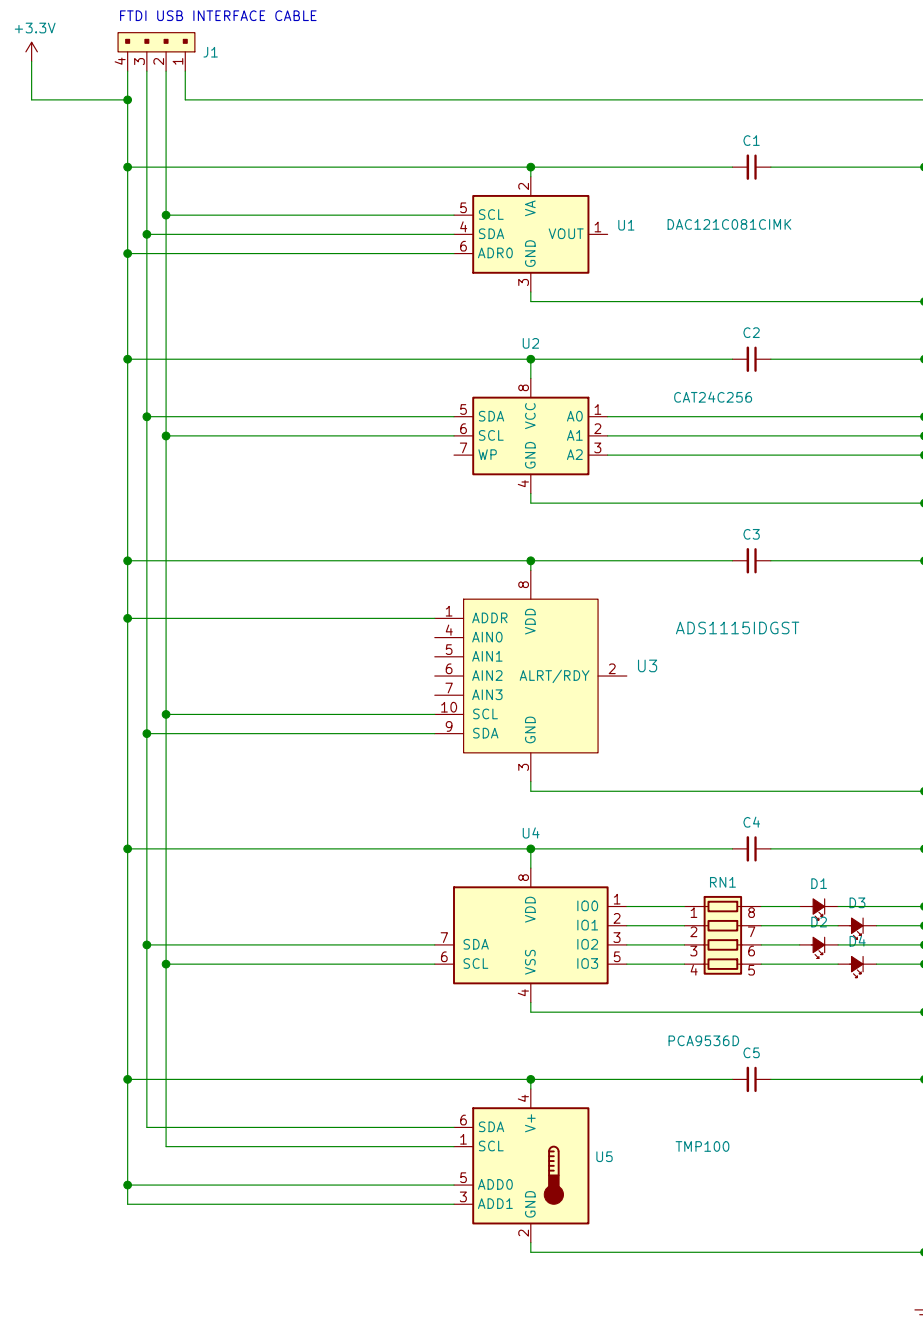 FTDI USB INTERFACE CABLE
+3.3V
J1
4 3 2 1
C1
2
VA
5 SCL
4 SDA
6 ADR0
VOUT 1
U1
DAC121C081CIMK
GND
3
C2
U2
8
VCC
CAT24C256
5 SDA
6 SCL
7 WP
A0 1
A1 2
A2 3
GND
4
C3
8
VDD
1 ADDR
4 AIN0
5 AIN1
6 AIN2
7 AIN3
10 SCL
9 SDA
ALRT/RDY 2
ADS1115IDGST
U3
GND
3
C4
U4
8
VDD
RN1
D1
IO0 1
1 8
D3
IO1 2
2 7
D2
7 SDA
IO2 3
3 6
D4
6 SCL
IO3 5
4 5
VSS
4
PCA9536D
C5
4
V+
6 SDA
1 SCL
5 ADD0
3 ADD1
U5
TMP100
GND
2